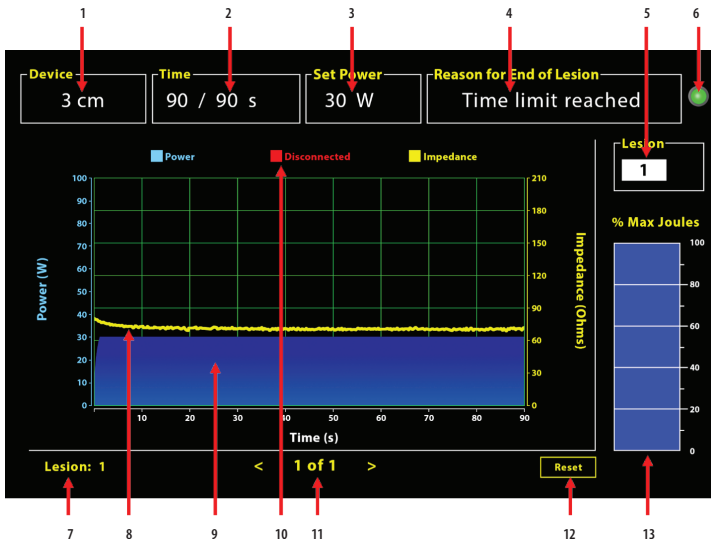 1 2 3 4 5 6
Device Time Set Power Reason for End of Lesion
3 cm 90 / 90 s 30 W Time limit reached
Lesion
1
Power Disconnected Impedance
% Max Joules
100
90
80
70
60
50
40
30
20
10
0
Power (W)
210
180
150
120
90
60
30
0
Impedance (Ohms)
100
80
60
40
20
0
10 20 30 40 50 60 70 80 90
Time (s)
Lesion: 1 < 1 of 1 > Reset
7 8 9 10 11 12 13